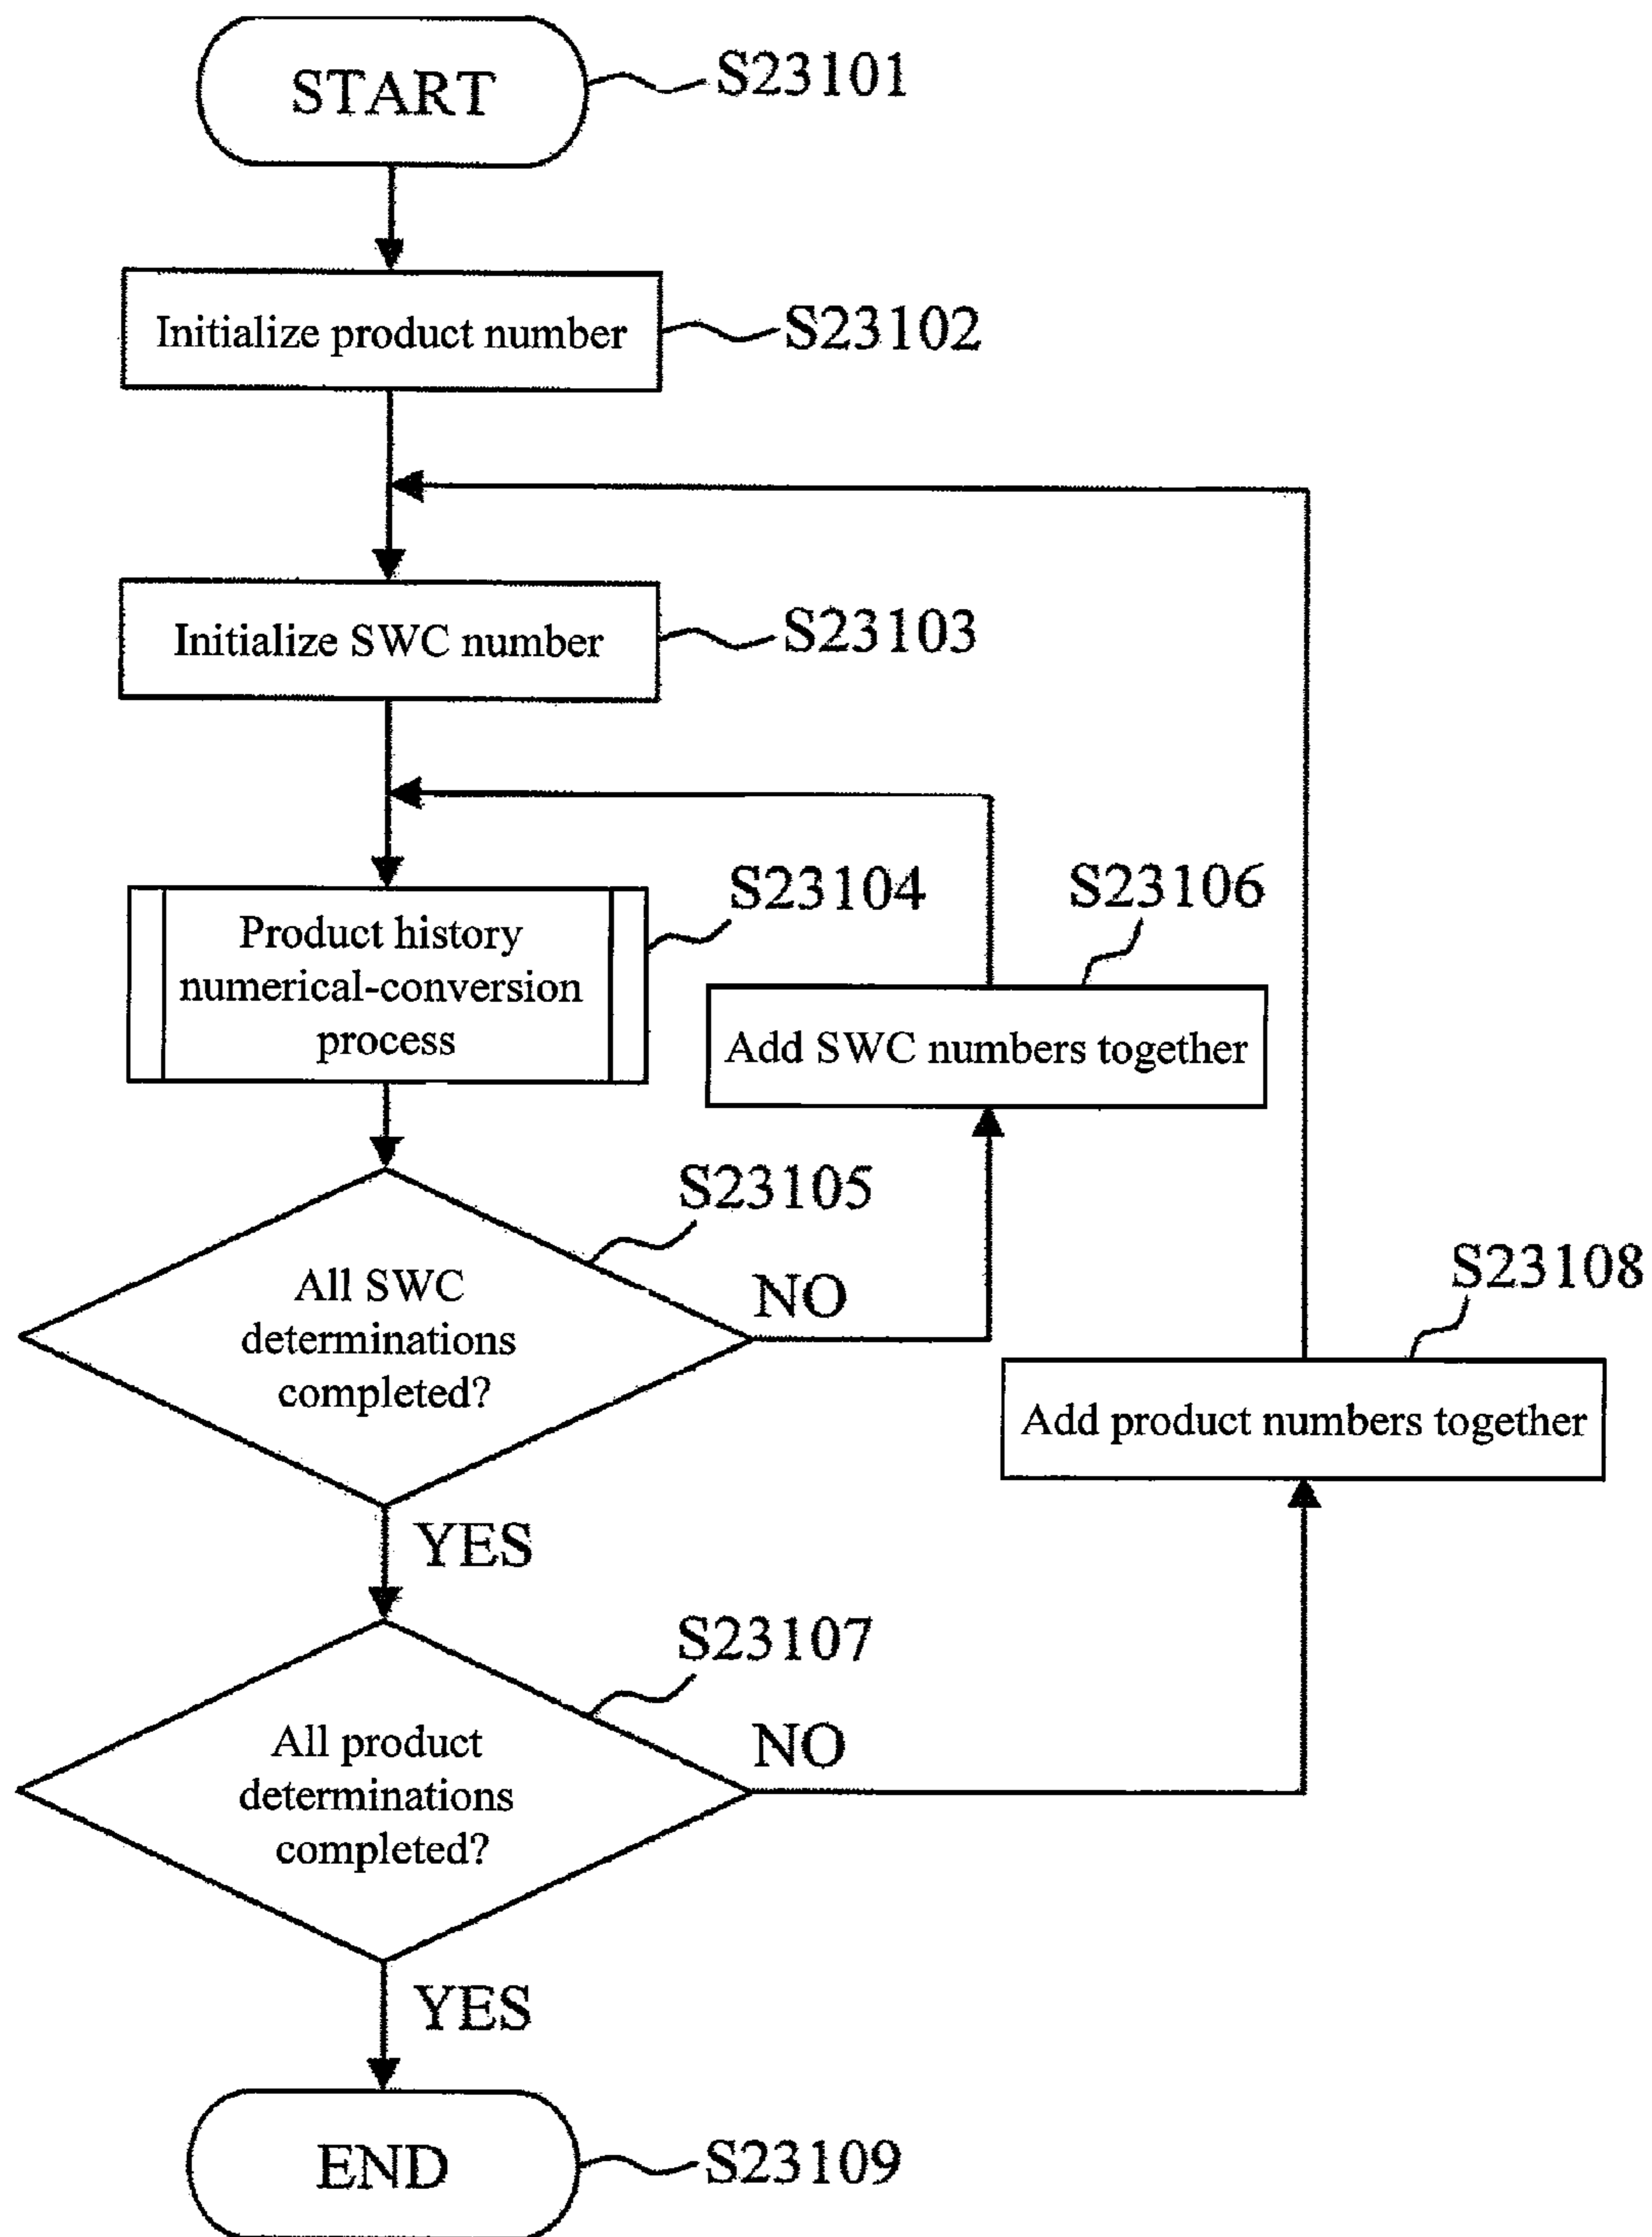 START
S23101
Initialize product number
S23102
Initialize SWC number
S23103
Product history
numerical-conversion
process
S23104
S23106
Add SWC numbers together
S23105
All SWC
determinations
completed?
NO
S23108
Add product numbers together
YES
S23107
All product
determinations
completed?
NO
YES
END
S23109